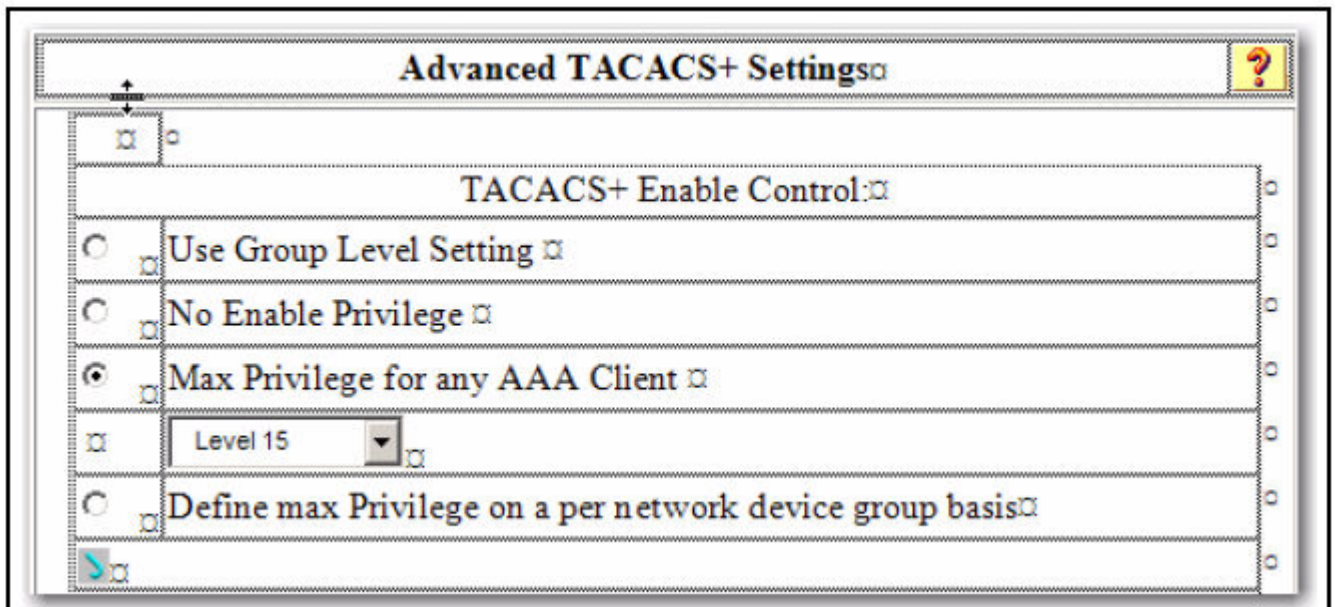 Advanced TACACS+ Settings¤
?
¤ ¤
TACACS+ Enable Control:¤ ¤
¤ Use Group Level Setting ¤ ¤
¤ No Enable Privilege ¤ ¤
¤ Max Privilege for any AAA Client ¤ ¤
¤ Level 15 ¤ ¤
¤ Define max Privilege on a per network device group basis¤ ¤
¤ ¤